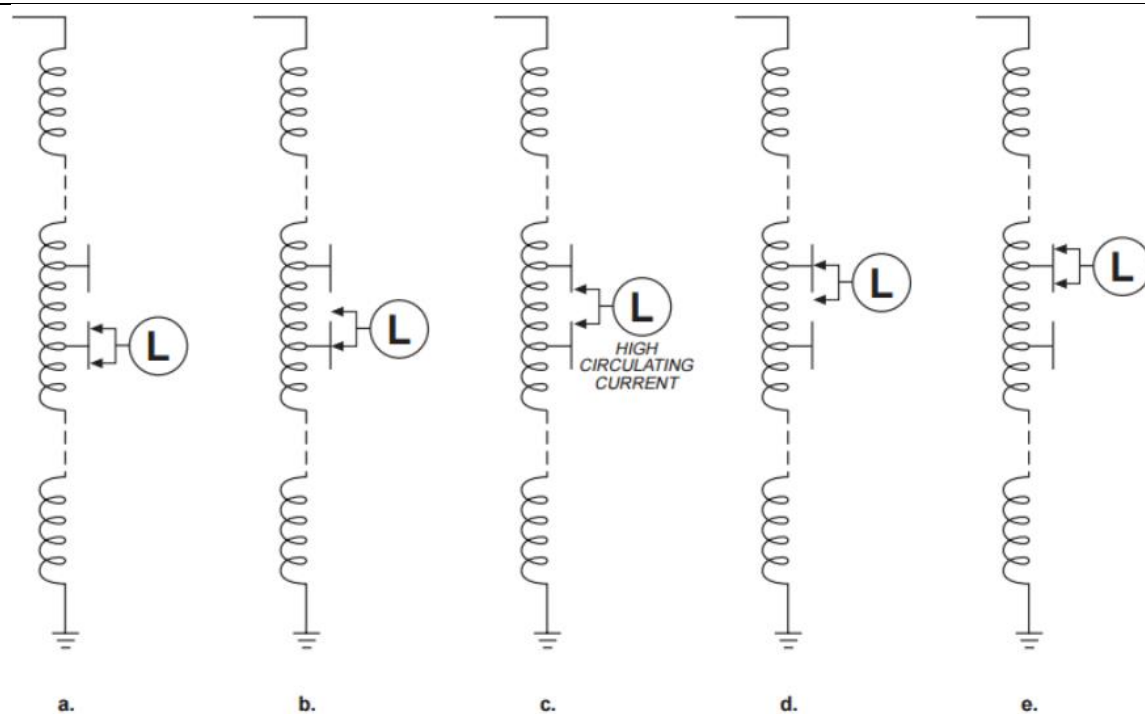 L
L
L
HIGH
CIRCULATING
CURRENT
L
L
a.
b.
c.
d.
e.